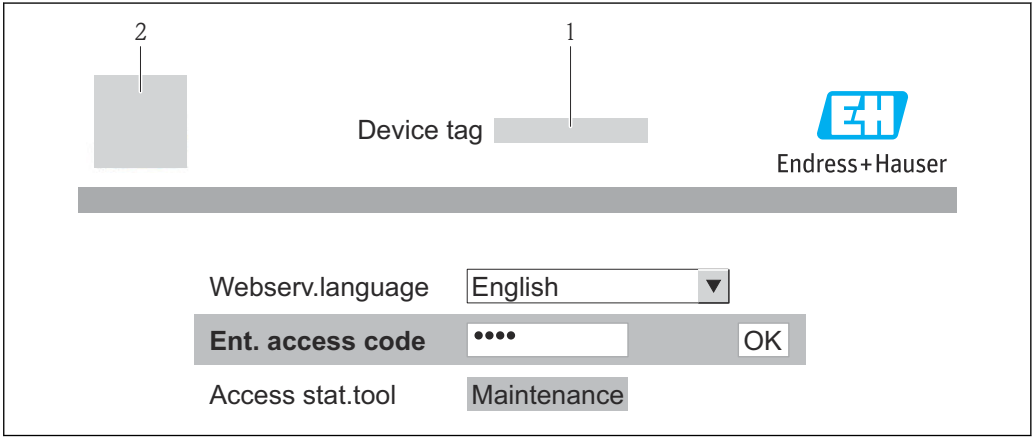 2 1
Device tag
EH
Endress+Hauser
Webserv.language English ▼
Ent. access code •••• OK
Access stat.tool Maintenance